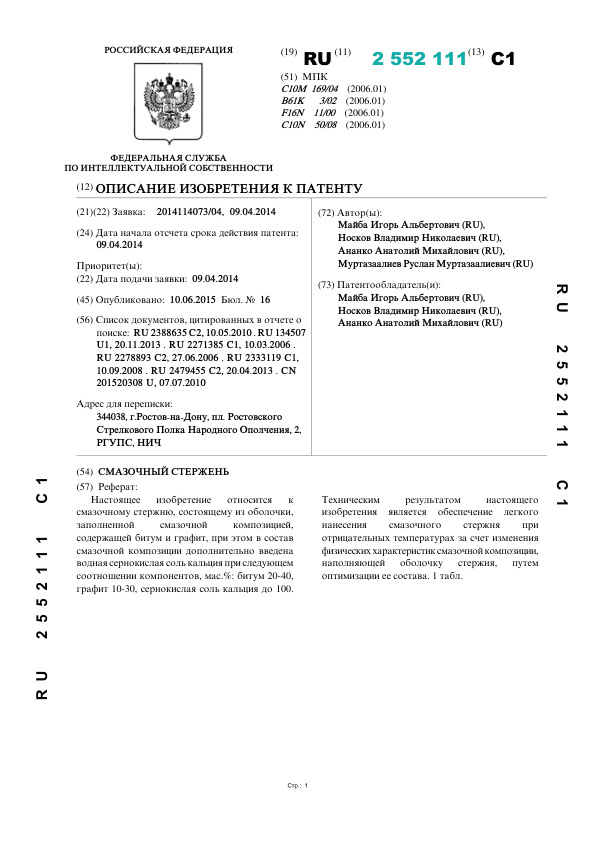 РОССИЙСКАЯ ФЕДЕРАЦИЯ
ФЕДЕРАЛЬНАЯ СЛУЖБА
ПО ИНТЕЛЛЕКТУАЛЬНОЙ СОБСТВЕННОСТИ
(19) RU (11) 2 552 111 (13) C1
(51) МПК
C10M 169/04 (2006.01)
B61K 3/02 (2006.01)
F16N 11/00 (2006.01)
C10N 50/08 (2006.01)
(12) ОПИСАНИЕ ИЗОБРЕТЕНИЯ К ПАТЕНТУ
(21)(22) Заявка: 2014114073/04, 09.04.2014
(24) Дата начала отсчета срока действия патента:
09.04.2014
Приоритет(ы):
(22) Дата подачи заявки: 09.04.2014
(45) Опубликовано: 10.06.2015 Бюл. № 16
(56) Список документов, цитированных в отчете о
поиске: RU 2388635 C2, 10.05.2010 . RU 134507
U1, 20.11.2013 . RU 2271385 C1, 10.03.2006 .
RU 2278893 C2, 27.06.2006 . RU 2333119 C1,
10.09.2008 . RU 2479455 C2, 20.04.2013 . CN
201520308 U, 07.07.2010
Адрес для переписки:
344038, г.Ростов-на-Дону, пл. Ростовского
Стрелкового Полка Народного Ополчения, 2,
РГУПС, НИЧ
(72) Автор(ы):
Майба Игорь Альбертович (RU),
Носков Владимир Николаевич (RU),
Ананко Анатолий Михайлович (RU),
Муртазаалиев Руслан Муртазаалиевич (RU)
(73) Патентообладатель(и):
Майба Игорь Альбертович (RU),
Носков Владимир Николаевич (RU),
Ананко Анатолий Михайлович (RU)
(54) СМАЗОЧНЫЙ СТЕРЖЕНЬ
(57) Реферат:
Настоящее изобретение относится к
смазочному стержню, состоящему из оболочки,
заполненной смазочной композицией,
содержащей битум и графит, при этом в состав
смазочной композиции дополнительно введена
водная сернокислая соль кальция при следующем
соотношении компонентов, мас.%: битум 20-40,
графит 10-30, сернокислая соль кальция до 100.
Техническим результатом настоящего
изобретения является обеспечение легкого
нанесения смазочного стержня при
отрицательных температурах за счет изменения
физических характеристик смазочной композиции,
наполняющей оболочку стержня, путем
оптимизации ее состава. 1 табл.
RU 2552111 C1
RU 2552111 C1
Стр.: 1